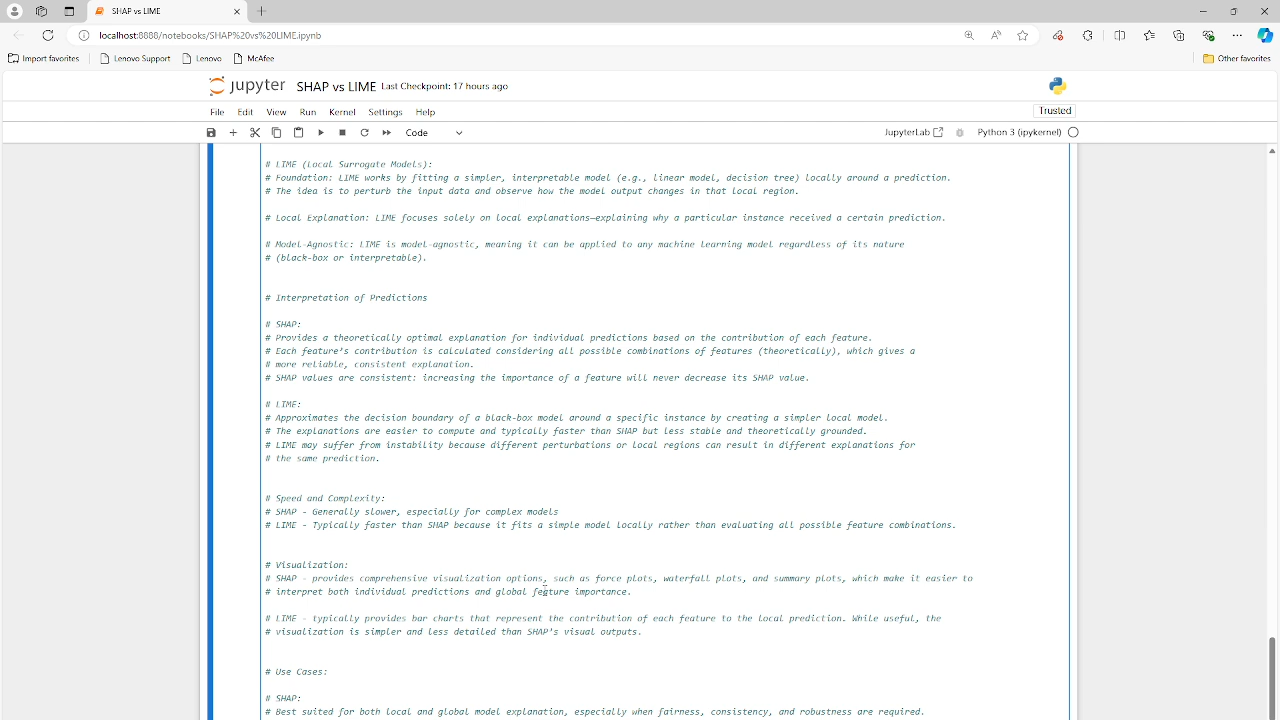 SHAP vs LIME
localhost:8888/notebooks/SHAP%20vs%20LIME.ipynb
Import favorites
Lenovo Support
Lenovo
McAfee
Other favorites
jupyter SHAP vs LIME Last Checkpoint: 17 hours ago
File Edit View Run Kernel Settings Help
Trusted
Code
JupyterLab
Python 3 (ipykernel)
# LIME (Local Surrogate Models):
# Foundation: LIME works by fitting a simpler, interpretable model (e.g., linear model, decision tree) locally around a prediction.
# The idea is to perturb the input data and observe how the model output changes in that local region.
# Local Explanation: LIME focuses solely on local explanations—explaining why a particular instance received a certain prediction.
# Model-Agnostic: LIME is model-agnostic, meaning it can be applied to any machine learning model regardless of its nature
# (black-box or interpretable).
# Interpretation of Predictions
# SHAP:
# Provides a theoretically optimal explanation for individual predictions based on the contribution of each feature.
# Each feature’s contribution is calculated considering all possible combinations of features (theoretically), which gives a
# more reliable, consistent explanation.
# SHAP values are consistent: increasing the importance of a feature will never decrease its SHAP value.
# LIME:
# Approximates the decision boundary of a black-box model around a specific instance by creating a simpler local model.
# The explanations are easier to compute and typically faster than SHAP but less stable and theoretically grounded.
# LIME may suffer from instability because different perturbations or local regions can result in different explanations for
# the same prediction.
# Speed and Complexity:
# SHAP - Generally slower, especially for complex models
# LIME - Typically faster than SHAP because it fits a simple model locally rather than evaluating all possible feature combinations.
# Visualization:
# SHAP - provides comprehensive visualization options, such as force plots, waterfall plots, and summary plots, which make it easier to
# interpret both individual predictions and global feature importance.
# LIME - typically provides bar charts that represent the contribution of each feature to the local prediction. While useful, the
# visualization is simpler and less detailed than SHAP’s visual outputs.
# Use Cases:
# SHAP:
# Best suited for both local and global model explanation, especially when fairness, consistency, and robustness are required.